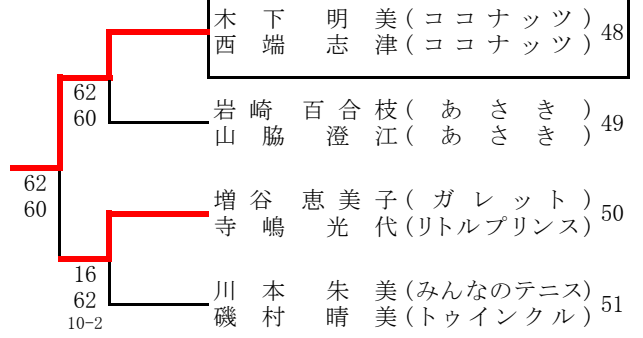 木下 明美(ココナッツ) 48
西端 志津(ココナッツ)
62
60
岩崎 百合枝(あさき) 49
山脇 澄江(あさき)
62
60
増谷 恵美子(ガレット) 50
寺嶋 光代(リトルプリンス)
16
62
10-2
川本 朱美(みんなのテニス) 51
磯村 晴美(トゥインクル)